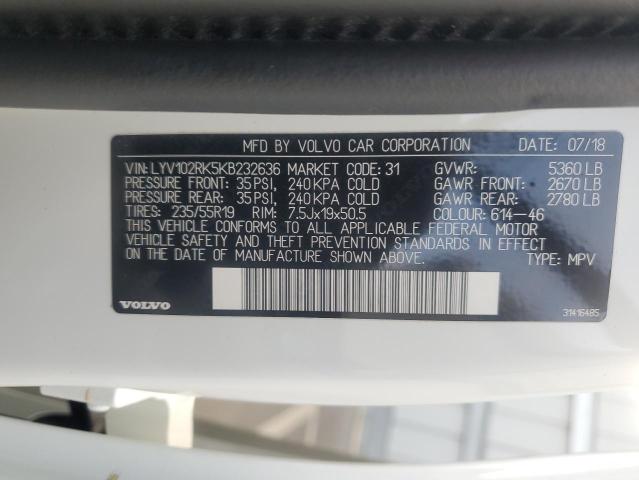 MFD BY VOLVO CAR CORPORATION DATE: 07/18
VIN: LYV102RK5KB232636 MARKET CODE: 31 GVWR: 5360 LB
PRESSURE FRONT: 35 PSI, 240 KPA COLD GAWR FRONT: 2670 LB
PRESSURE REAR: 35 PSI, 240 KPA COLD GAWR REAR: 2780 LB
TIRES: 235/55R19 RIM: 7.5Jx19x50.5 COLOUR: 614-46
THIS VEHICLE CONFORMS TO ALL APPLICABLE FEDERAL MOTOR
VEHICLE SAFETY AND THEFT PREVENTION STANDARDS IN EFFECT
ON THE DATE OF MANUFACTURE SHOWN ABOVE. TYPE: MPV
VOLVO 31416485